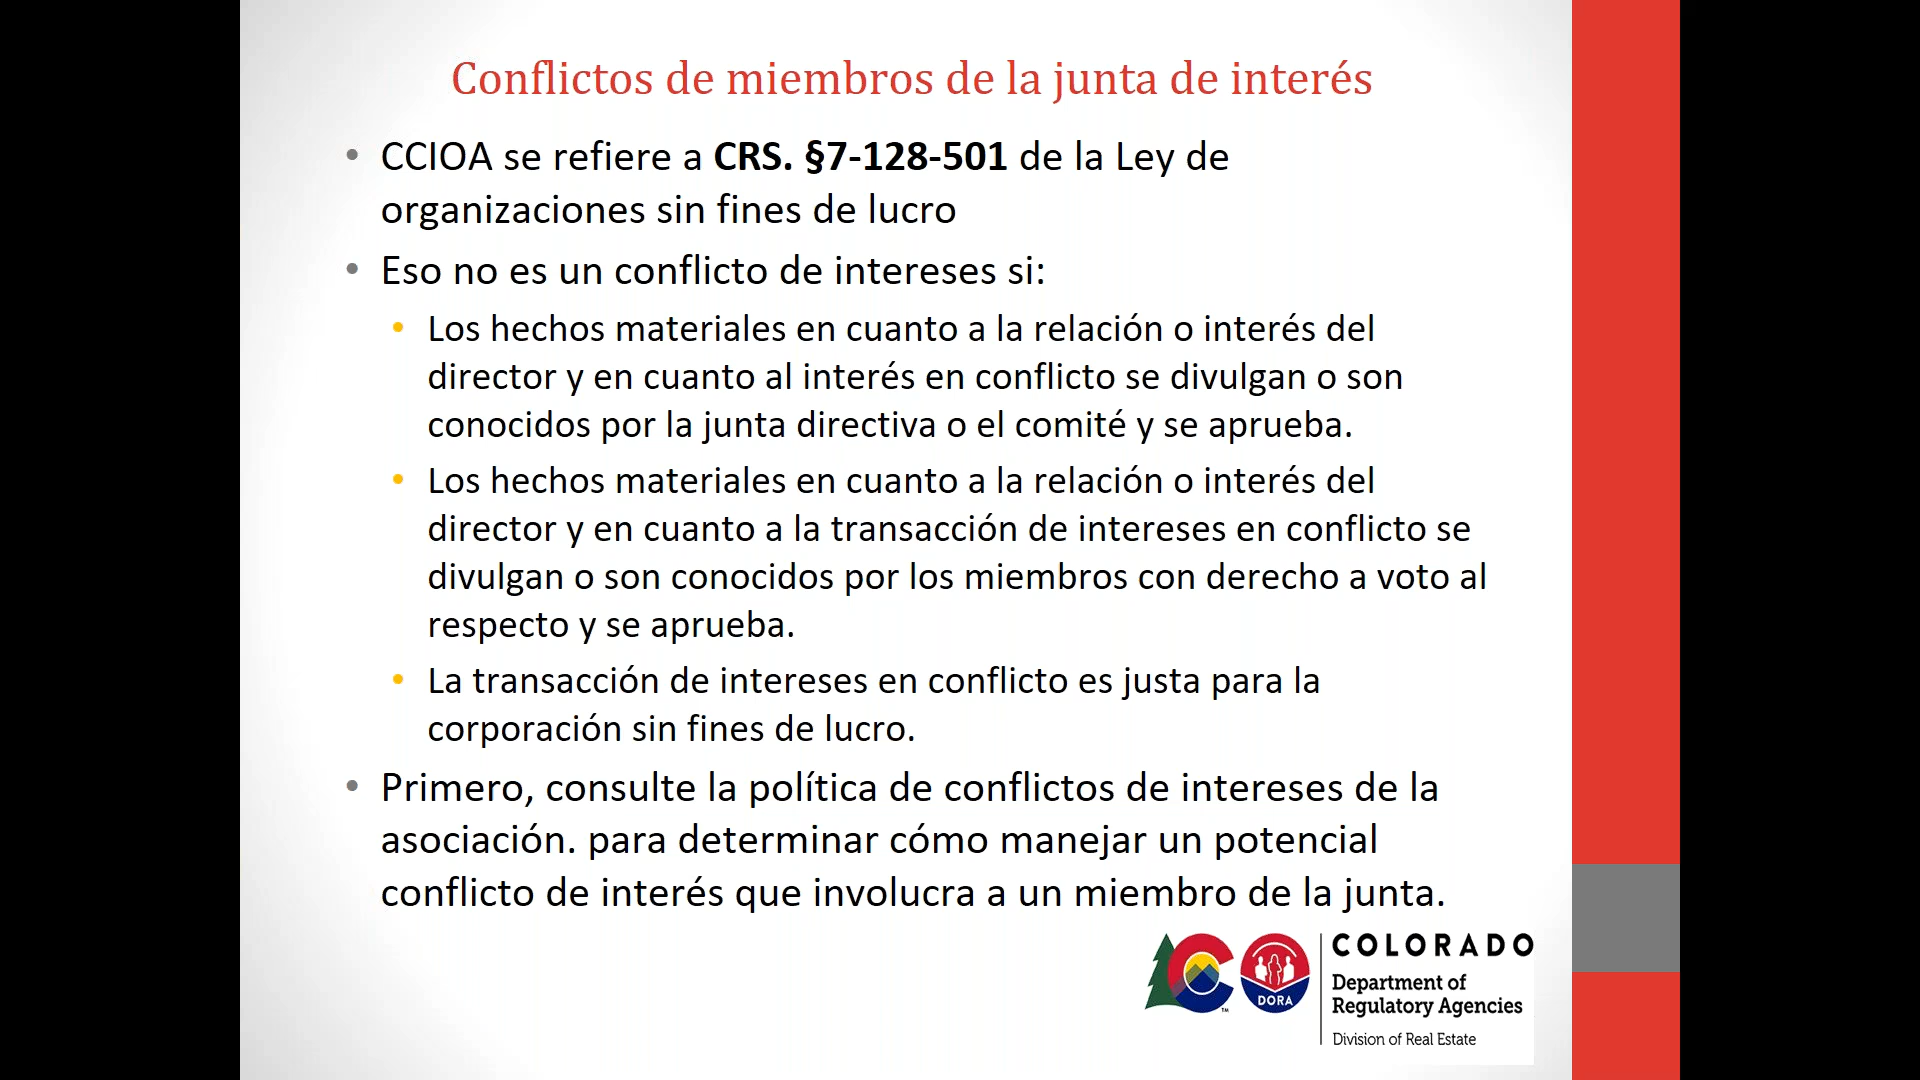 Conflictos de miembros de la junta de interés
• CCIOA se refiere a CRS. §7-128-501 de la Ley de
organizaciones sin fines de lucro
• Eso no es un conflicto de intereses si:
• Los hechos materiales en cuanto a la relación o interés del
director y en cuanto al interés en conflicto se divulgan o son
conocidos por la junta directiva o el comité y se aprueba.
• Los hechos materiales en cuanto a la relación o interés del
director y en cuanto a la transacción de intereses en conflicto se
divulgan o son conocidos por los miembros con derecho a voto al
respecto y se aprueba.
• La transacción de intereses en conflicto es justa para la
corporación sin fines de lucro.
• Primero, consulte la política de conflictos de intereses de la
asociación. para determinar cómo manejar un potencial
conflicto de interés que involucra a un miembro de la junta.
TM
DORA
COLORADO
Department of
Regulatory Agencies
Division of Real Estate